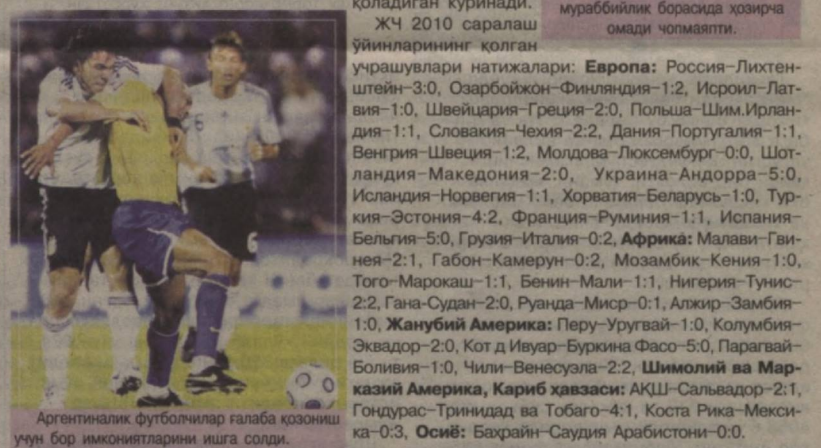 қоладиган кўринади.
ЖЧ 2010 саралаш
ўйинларининг қолган
учрашувлари натижалари: Европа: Россия–Лихтен-
штейн–3:0, Озарбойжон–Финляндия–1:2, Исроил–Лат-
вия–1:0, Швейцария–Греция–2:0, Польша–Шим.Ирлан-
дия–1:1, Словакия–Чехия–2:2, Дания–Португалия–1:1,
Венгрия–Швеция–1:2, Молдова–Люксембург–0:0, Шот-
ландия–Македония–2:0, Украина–Андорра–5:0,
Исландия–Норвегия–1:1, Хорватия–Беларусь–1:0, Тур-
кия–Эстония–4:2, Франция–Руминия–1:1, Испания–
Бельгия–5:0, Грузия–Италия–0:2, Африка: Малави–Гви-
нея–2:1, Габон–Камерун–0:2, Мозамбик–Кения–1:0,
Того–Марокаш–1:1, Бенин–Мали–1:1, Нигерия–Тунис–
2:2, Гана–Судан–2:0, Руанда–Миср–0:1, Алжир–Замбия–
1:0, Жанубий Америка: Перу–Уругвай–1:0, Колумбия–
Эквадор–2:0, Кот д Ивуар–Буркина Фасо–5:0, Парагвай–
Боливия–1:0, Чили–Венесуэла–2:2, Шимолий ва Мар-
казий Америка, Кариб ҳавзаси: АҚШ–Сальвадор–2:1,
Гондурас–Тринидад ва Тобаго–4:1, Коста Рика–Мекси-
ка–0:3, Осиё: Баҳрайн–Саудия Арабистони–0:0.
мураббийлик борасида ҳозирча
омади чопмаяпти.
6
6
Аргентиналик футболчилар ғалаба қозониш
учун бор имкониятларини ишга солди.